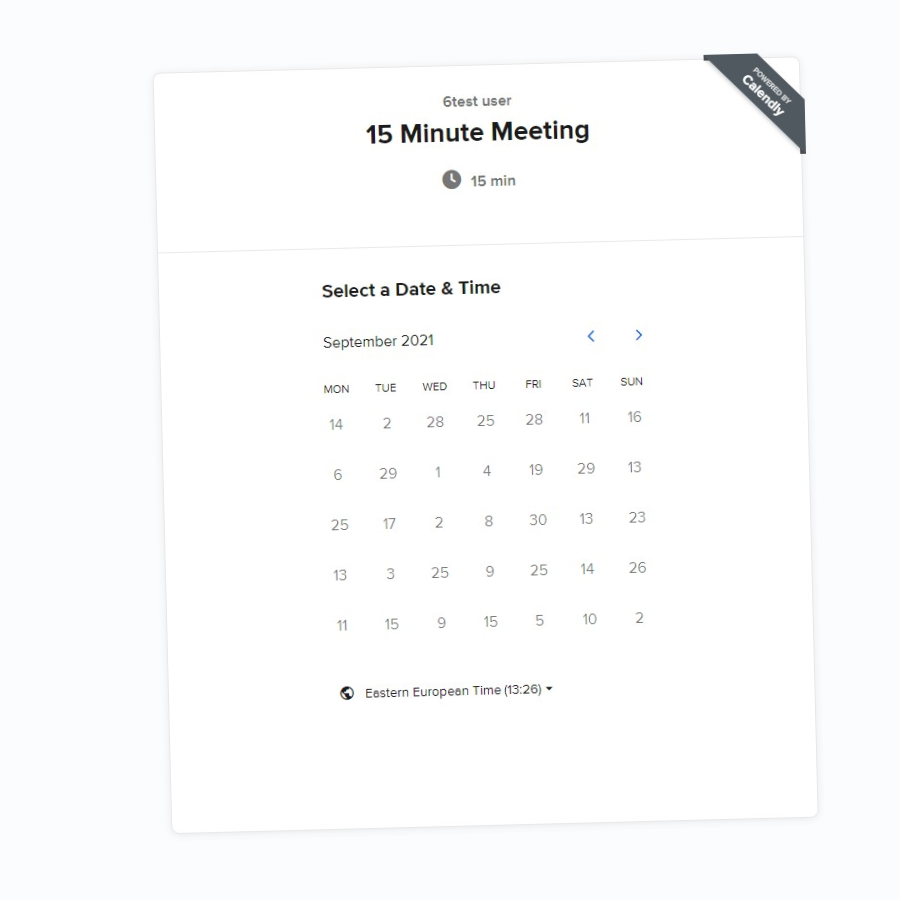 POWERED BY
Calendly
6test user
15 Minute Meeting
15 min
Select a Date & Time
September 2021
MON TUE WED THU FRI SAT SUN
14 2 28 25 28 11 16
6 29 1 4 19 29 13
25 17 2 8 30 13 23
13 3 25 9 25 14 26
11 15 9 15 5 10 2
Eastern European Time (13:26)